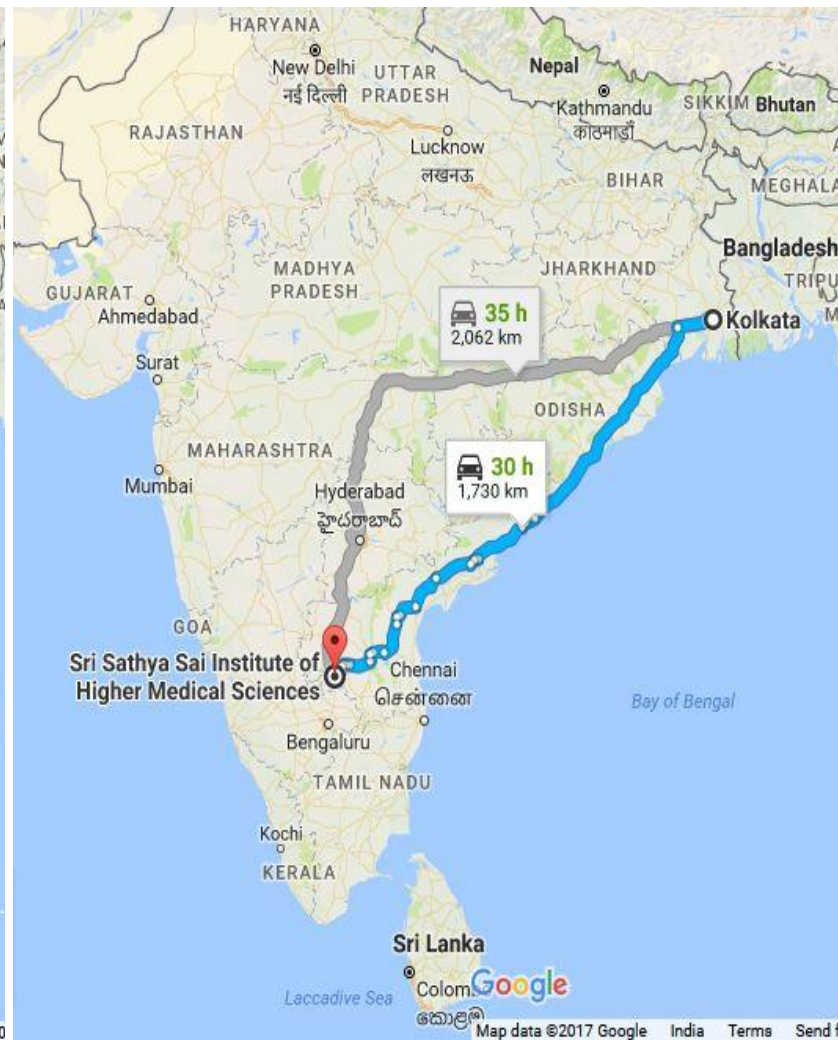 HARYANA
New Delhi
नई दिल्ली
UTTAR
PRADESH
Nepal
Kathmandu
काठमाडौं
SIKKIM
Bhutan
RAJASTHAN
Lucknow
लखनऊ
BIHAR
MEGHALA
Bangladesh
MADHYA
PRADESH
JHARKHAND
TRIPU
GUJARAT
Ahmedabad
35 h
2,062 km
Kolkata
Surat
ODISHA
MAHARASHTRA
30 h
1,730 km
Mumbai
Hyderabad
హైదరాబాద్
GOA
Sri Sathya Sai Institute of
Higher Medical Sciences
Chennai
சென்னை
Bay of Bengal
Bengaluru
TAMIL NADU
Kochi
KERALA
Sri Lanka
Laccadive Sea
Google
Map data ©2017 Google India Terms Send